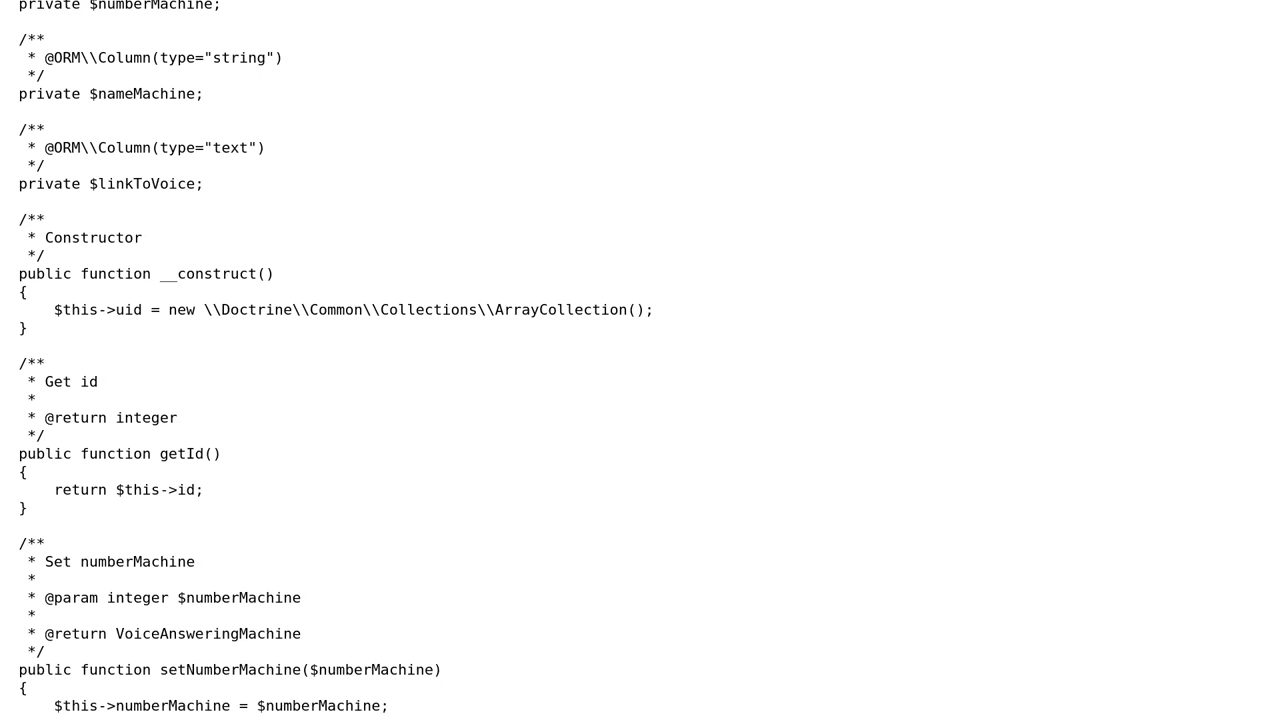 private $numberMachine;

/**
 * @ORM\\Column(type="string")
 */
private $nameMachine;

/**
 * @ORM\\Column(type="text")
 */
private $linkToVoice;

/**
 * Constructor
 */
public function __construct()
{
    $this->uid = new \\Doctrine\\Common\\Collections\\ArrayCollection();
}

/**
 * Get id
 *
 * @return integer
 */
public function getId()
{
    return $this->id;
}

/**
 * Set numberMachine
 *
 * @param integer $numberMachine
 *
 * @return VoiceAnsweringMachine
 */
public function setNumberMachine($numberMachine)
{
    $this->numberMachine = $numberMachine;